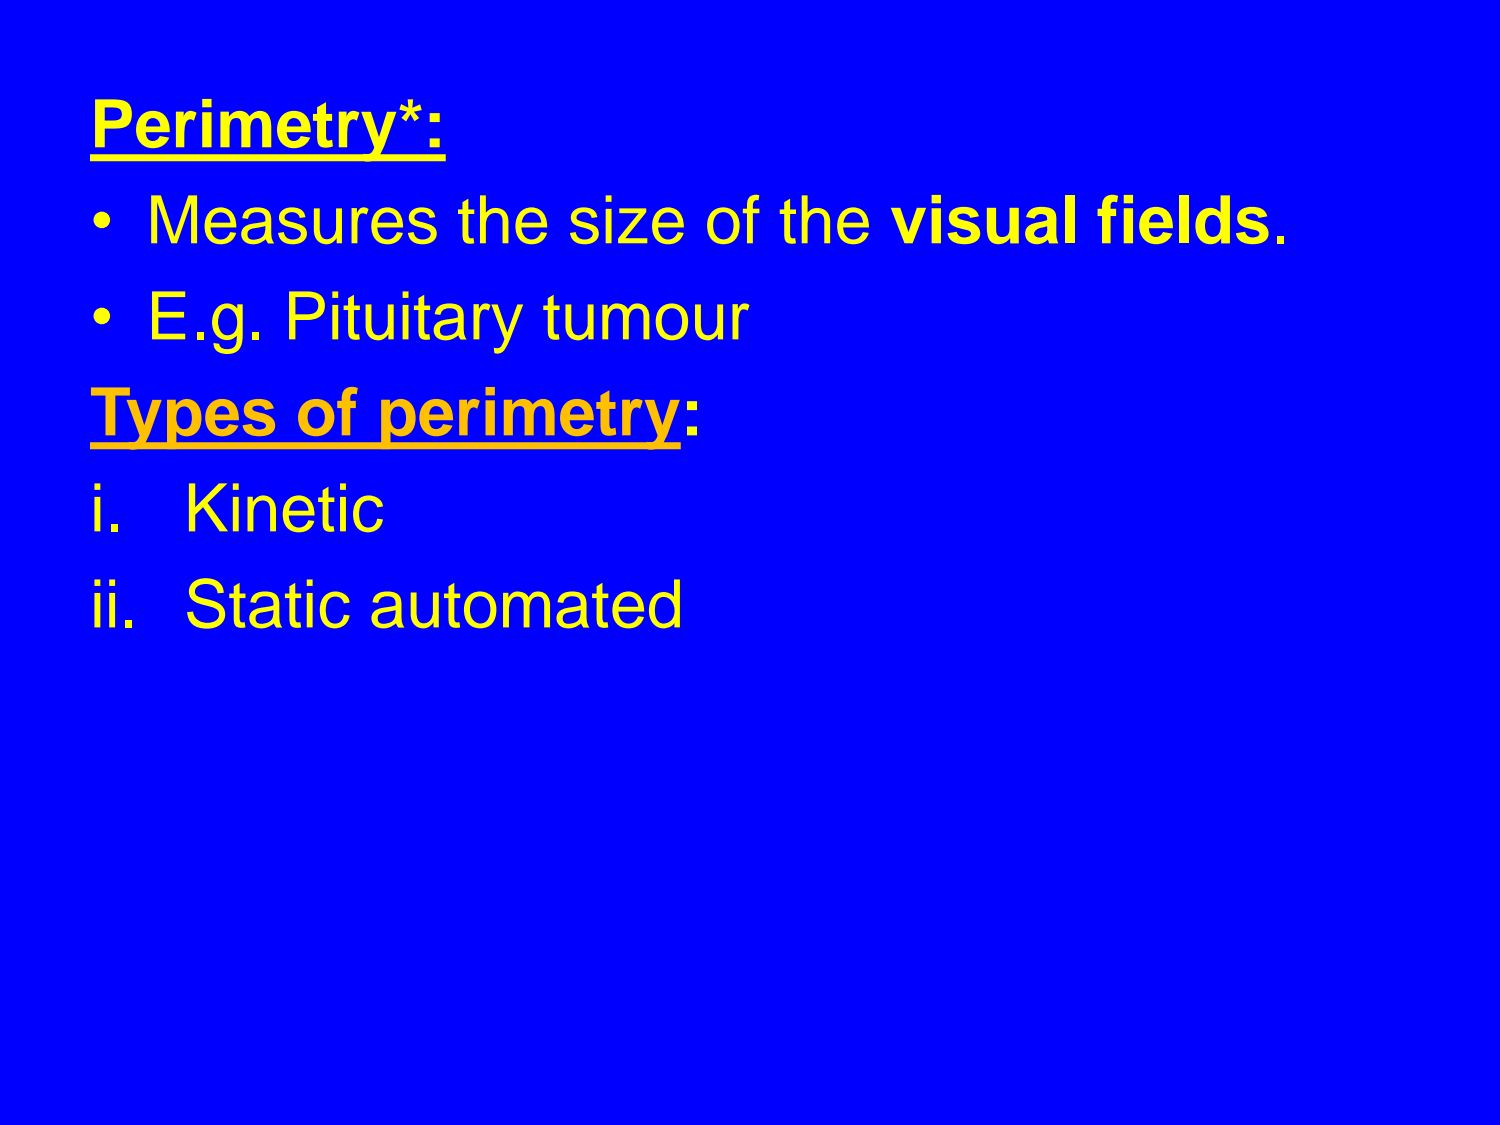 Perimetry*:
• Measures the size of the visual fields.
• E.g. Pituitary tumour
Types of perimetry:
i. Kinetic
ii. Static automated